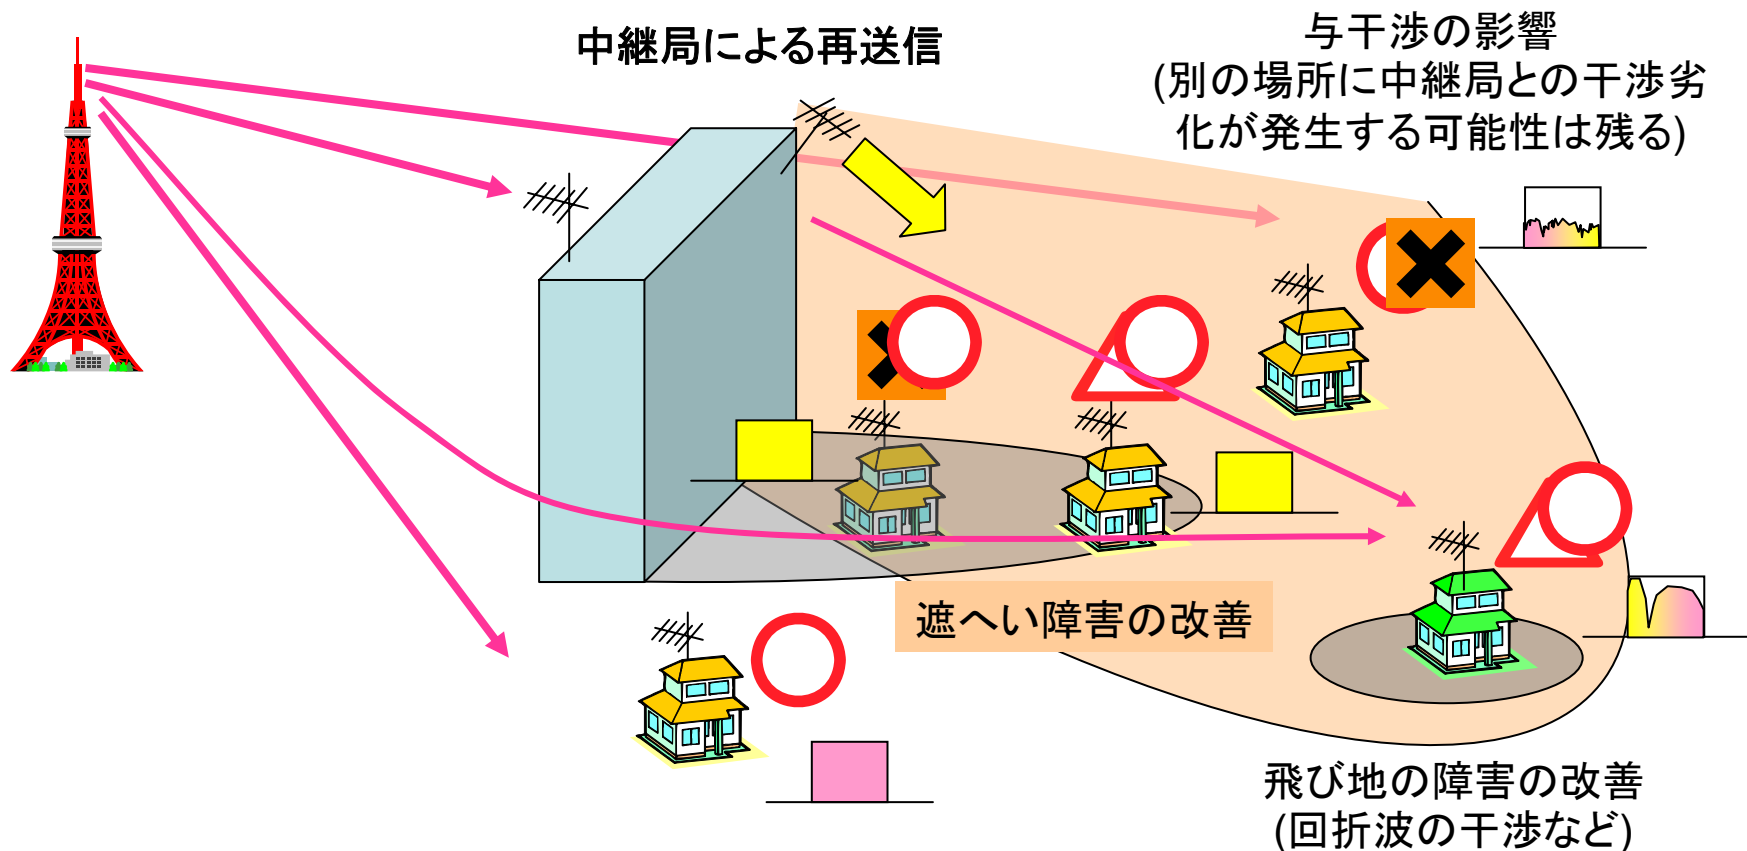 中継局による再送信
与干渉の影響
(別の場所に中継局との干渉劣
化が発生する可能性は残る)
遮へい障害の改善
飛び地の障害の改善
(回折波の干渉など)